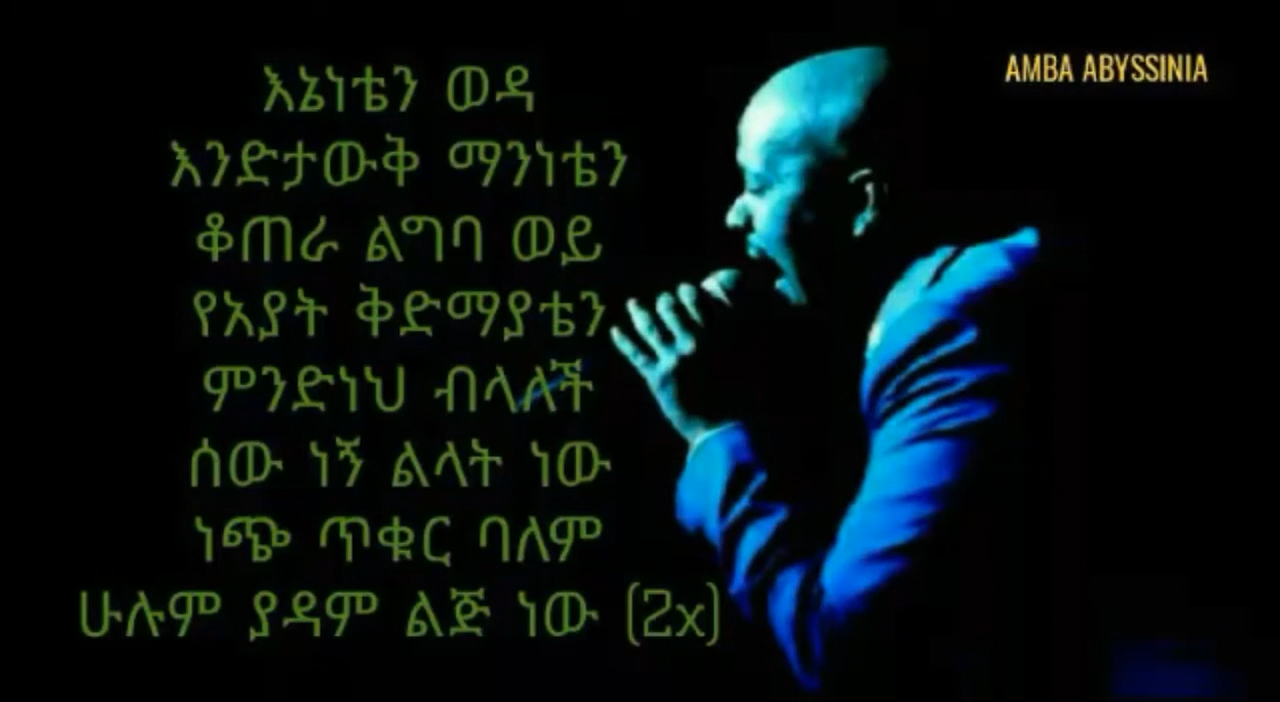 እኔነቴን ወዳ
እንድታውቅ ማንነቴን
ቆጠራ ልግባ ወይ
የአያት ቅድማያቴን
ምንድነህ ብላለች
ሰው ነኝ ልላት ነው
ነጭ ጥቁር ባለም
ሁሉም ያዳም ልጅ ነው (2x)
AMBA ABYSSINIA